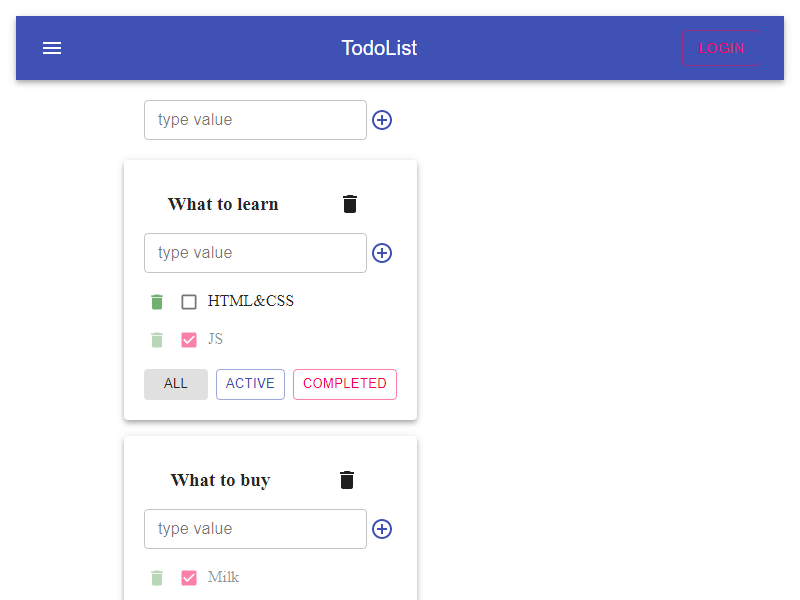 TodoList LOGIN
type value
What to learn
type value
HTML&CSS
JS
ALL ACTIVE COMPLETED
What to buy
type value
Milk